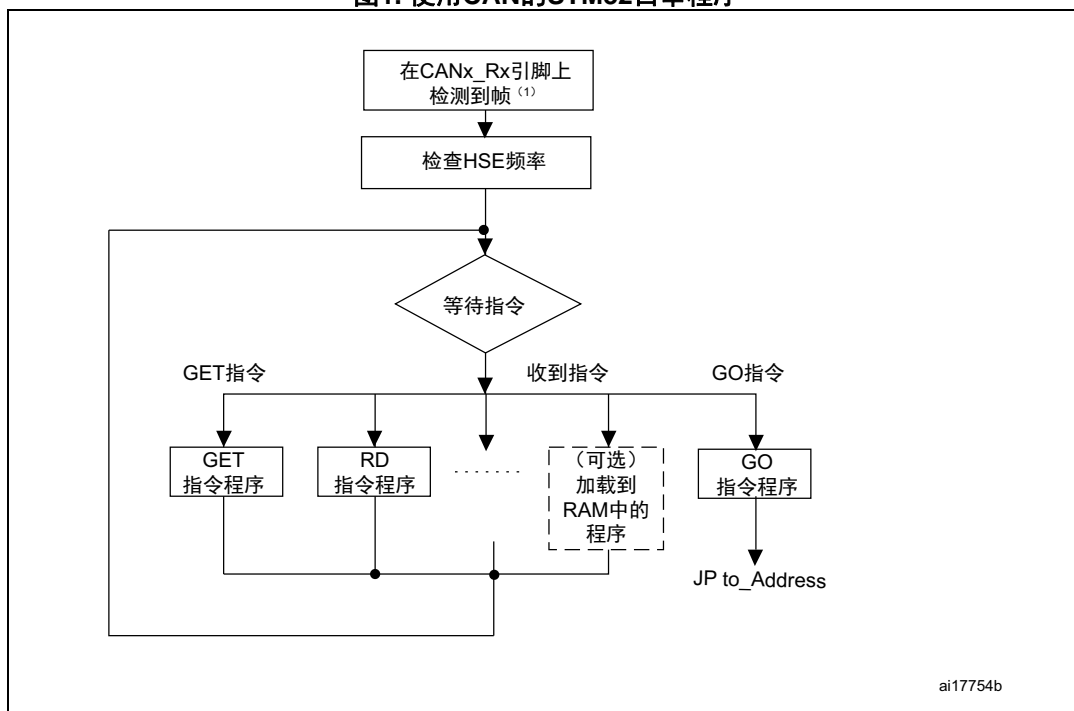 在CANx_Rx引脚上
检测到帧（1）
检查HSE频率
等待指令
GET指令
收到指令
GO指令
GET
指令程序
RD
指令程序
.......
（可选）
加载到
RAM中的
程序
GO
指令程序
JP to_Address
ai17754b